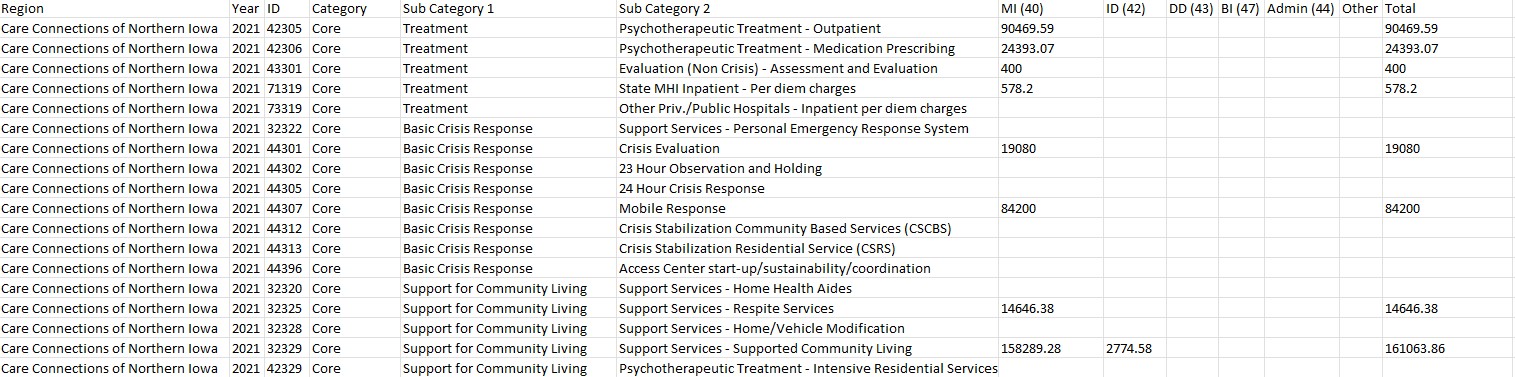 Region Year ID Category Sub Category 1 Sub Category 2 MI (40) ID (42) DD (43) BI (47) Admin (44) Other Total
Care Connections of Northern Iowa 2021 42305 Core Treatment Psychotherapeutic Treatment - Outpatient 90469.59 90469.59
Care Connections of Northern Iowa 2021 42306 Core Treatment Psychotherapeutic Treatment - Medication Prescribing 24393.07 24393.07
Care Connections of Northern Iowa 2021 43301 Core Treatment Evaluation (Non Crisis) - Assessment and Evaluation 400 400
Care Connections of Northern Iowa 2021 71319 Core Treatment State MHI Inpatient - Per diem charges 578.2 578.2
Care Connections of Northern Iowa 2021 73319 Core Treatment Other Priv./Public Hospitals - Inpatient per diem charges
Care Connections of Northern Iowa 2021 32322 Core Basic Crisis Response Support Services - Personal Emergency Response System
Care Connections of Northern Iowa 2021 44301 Core Basic Crisis Response Crisis Evaluation 19080 19080
Care Connections of Northern Iowa 2021 44302 Core Basic Crisis Response 23 Hour Observation and Holding
Care Connections of Northern Iowa 2021 44305 Core Basic Crisis Response 24 Hour Crisis Response
Care Connections of Northern Iowa 2021 44307 Core Basic Crisis Response Mobile Response 84200 84200
Care Connections of Northern Iowa 2021 44312 Core Basic Crisis Response Crisis Stabilization Community Based Services (CSCBS)
Care Connections of Northern Iowa 2021 44313 Core Basic Crisis Response Crisis Stabilization Residential Service (CSRS)
Care Connections of Northern Iowa 2021 44396 Core Basic Crisis Response Access Center start-up/sustainability/coordination
Care Connections of Northern Iowa 2021 32320 Core Support for Community Living Support Services - Home Health Aides
Care Connections of Northern Iowa 2021 32325 Core Support for Community Living Support Services - Respite Services 14646.38 14646.38
Care Connections of Northern Iowa 2021 32328 Core Support for Community Living Support Services - Home/Vehicle Modification
Care Connections of Northern Iowa 2021 32329 Core Support for Community Living Support Services - Supported Community Living 158289.28 2774.58 161063.86
Care Connections of Northern Iowa 2021 42329 Core Support for Community Living Psychotherapeutic Treatment - Intensive Residential Services